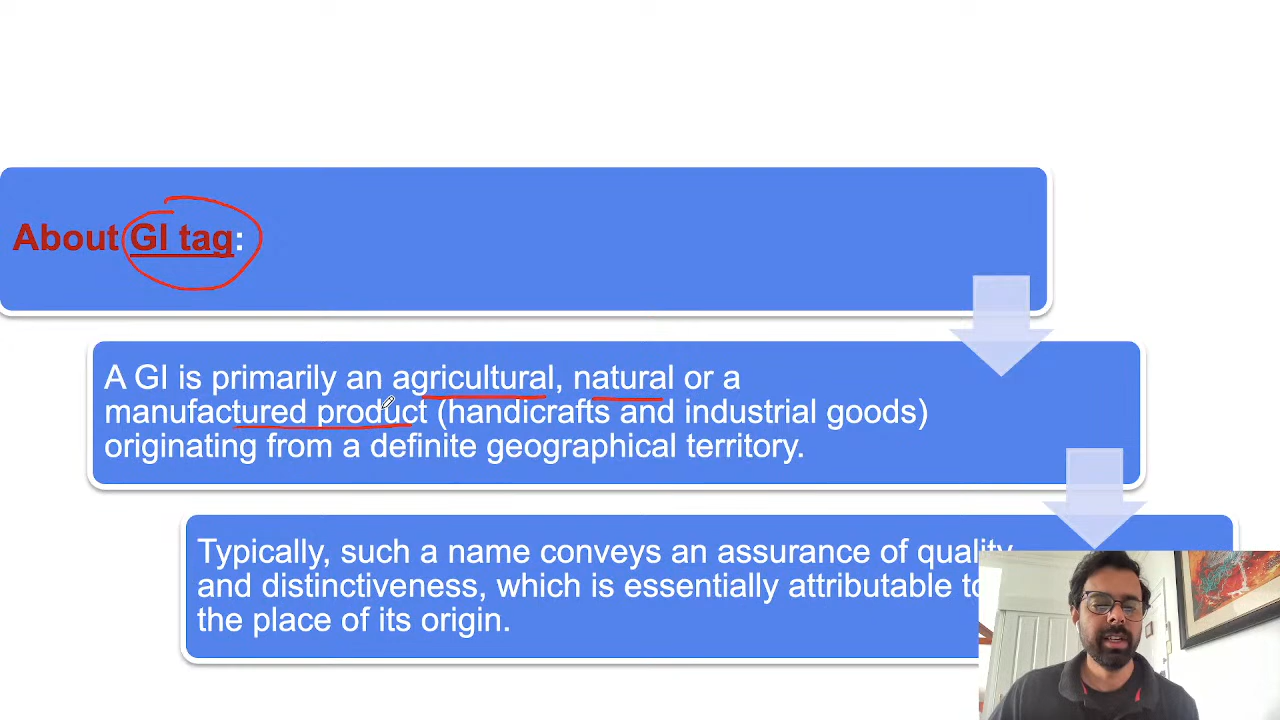 About GI tag:
A GI is primarily an agricultural, natural or a
manufactured product (handicrafts and industrial goods)
originating from a definite geographical territory.
Typically, such a name conveys an assurance of quality
and distinctiveness, which is essentially attributable to
the place of its origin.